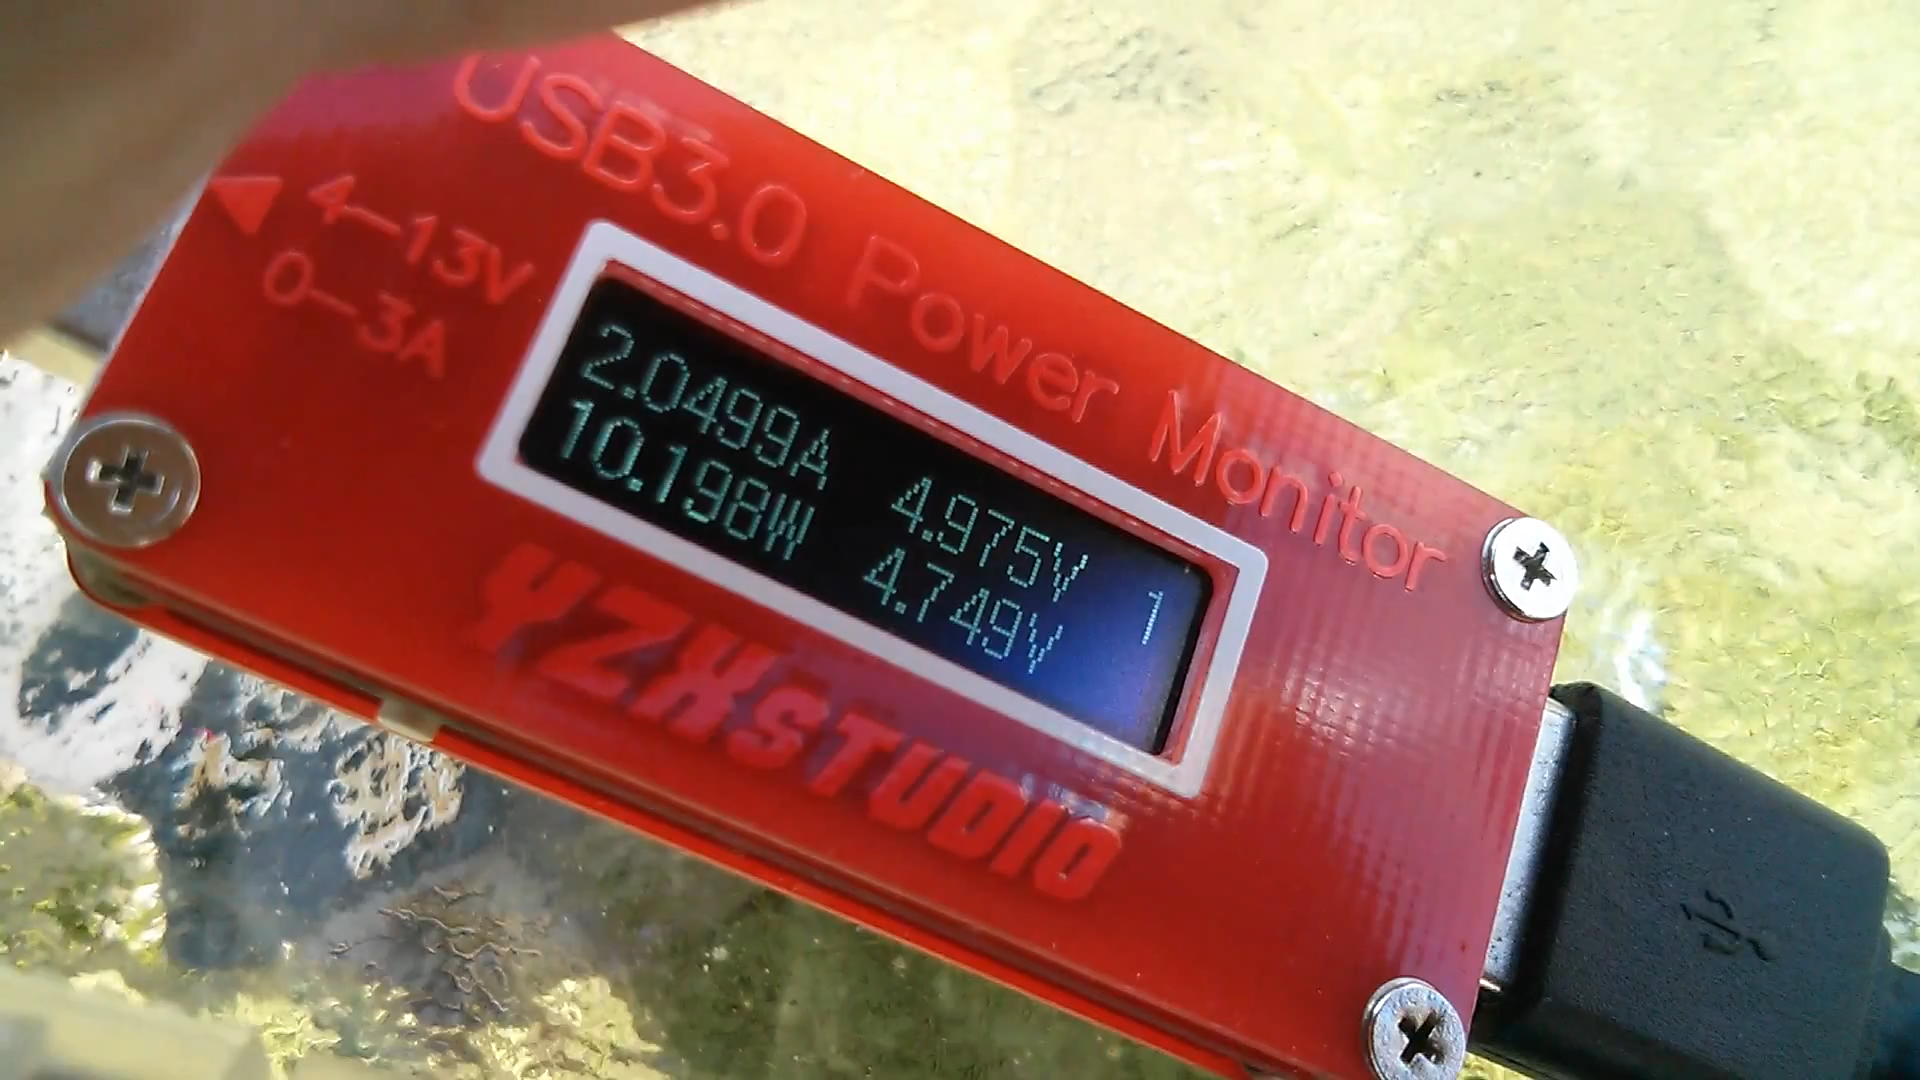 USB3.0 Power Monitor
4-13V
0-3A
2.0499A 4.975V 1
10.198W 4.749V
YZXSTUDIO